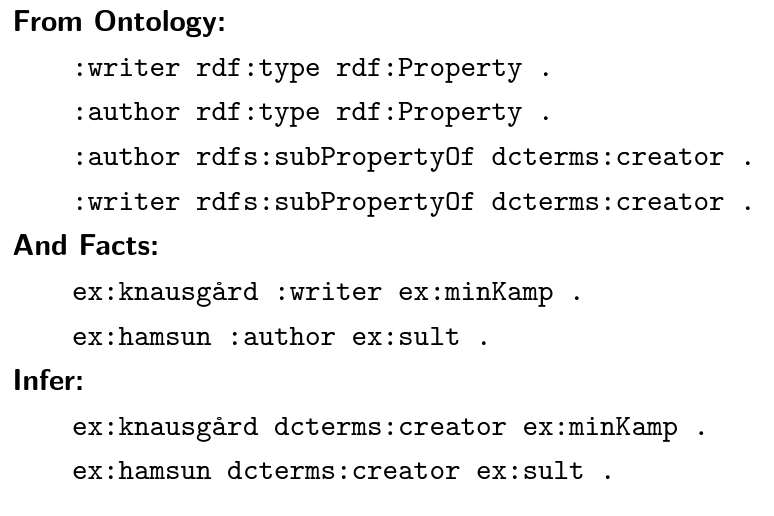 From Ontology:
:writer rdf:type rdf:Property .
:author rdf:type rdf:Property .
:author rdfs:subPropertyOf dcterms:creator .
:writer rdfs:subPropertyOf dcterms:creator .
And Facts:
ex:knausgård :writer ex:minKamp .
ex:hamsun :author ex:sult .
Infer:
ex:knausgård dcterms:creator ex:minKamp .
ex:hamsun dcterms:creator ex:sult .